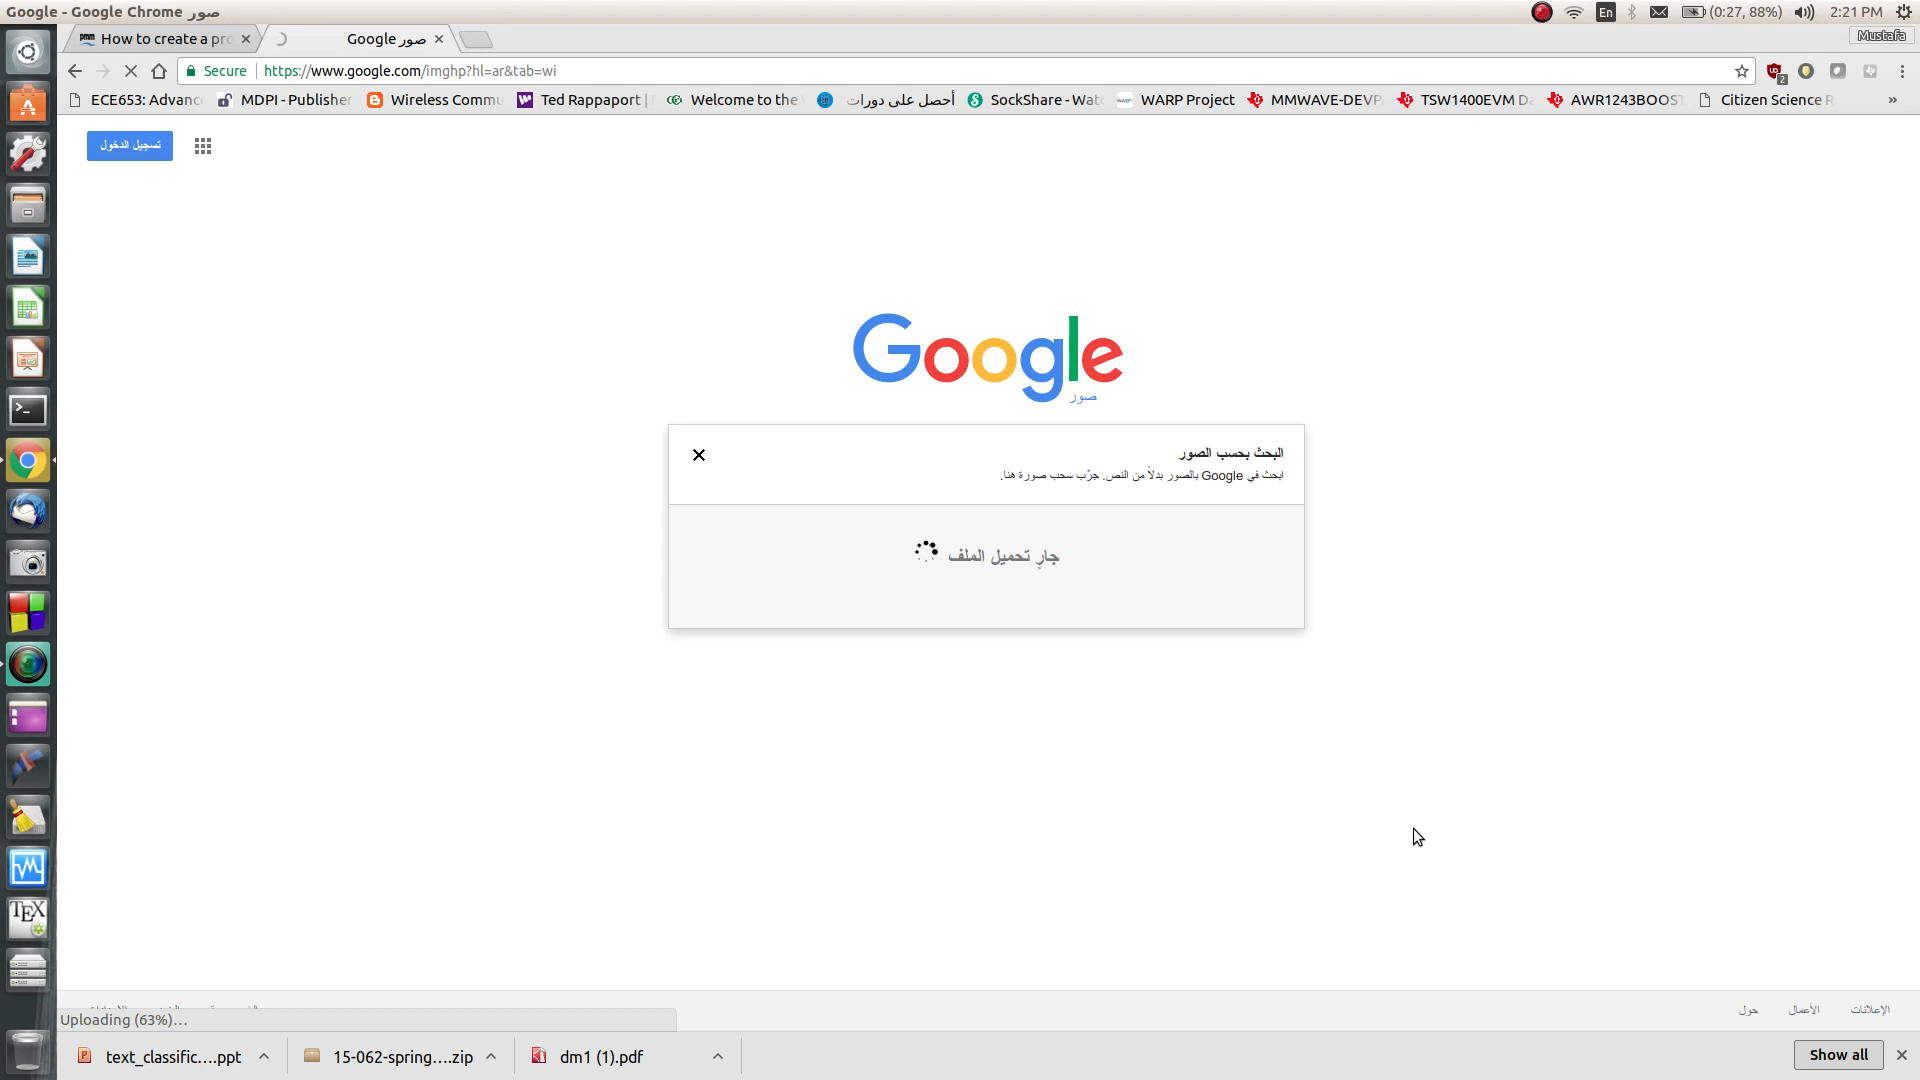 صور Google - Google Chrome
En
(0:27, 88%)
2:21 PM
How to create a pro
صور Google
Mustafa
Secure
https://www.google.com/imghp?hl=ar&tab=wi
2
ECE653: Advanc
MDPI - Publisher
Wireless Commu
Ted Rappaport |
Welcome to the
أحصل على دورات
SockShare - Wat
WARP Project
MMWAVE-DEVP
TSW1400EVM Da
AWR1243BOOST
Citizen Science R
»
تسجيل الدخول
Google
صور
البحث بحسب الصور
ابحث في Google بالصور بدلاً من النص. جرّب سحب صورة هنا.
جارٍ تحميل الملف
الإعلانات
الأعمال
حول
Uploading (63%)...
text_classific....ppt
15-062-spring....zip
dm1 (1).pdf
Show all